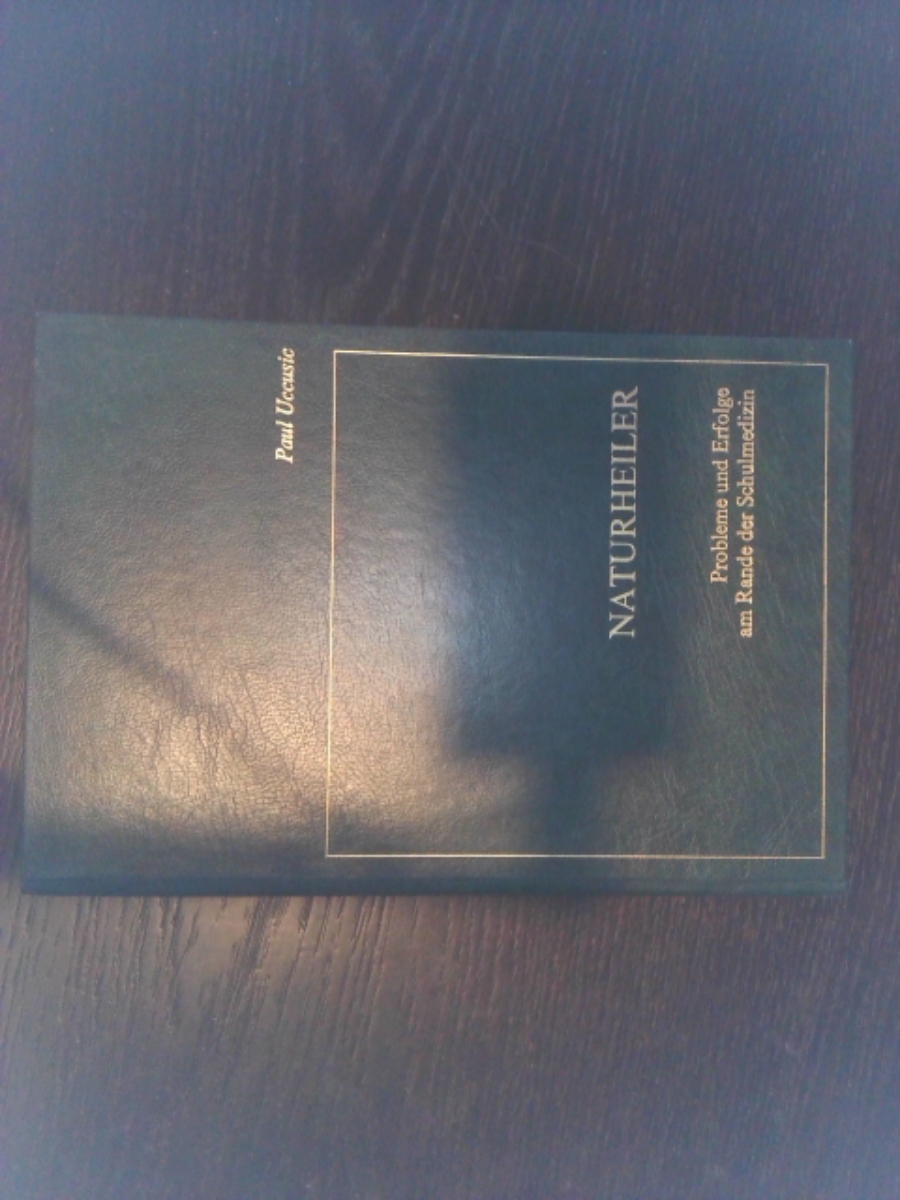 Paul Uccusic
NATURHEILER
Probleme und Erfolge
am Rande der Schulmedizin